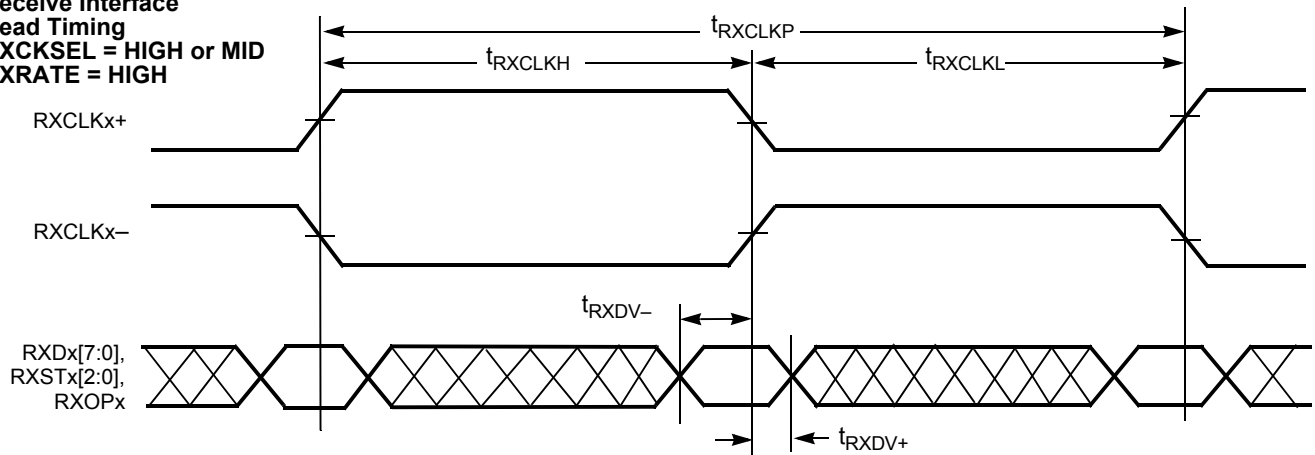 eceive Interface
ead Timing
XCKSEL = HIGH or MID
XRATE = HIGH
tRXCLKP
tRXCLKH
tRXCLKL
RXCLKx+
RXCLKx–
tRXDV–
RXDx[7:0],
RXSTx[2:0],
RXOPx
tRXDV+